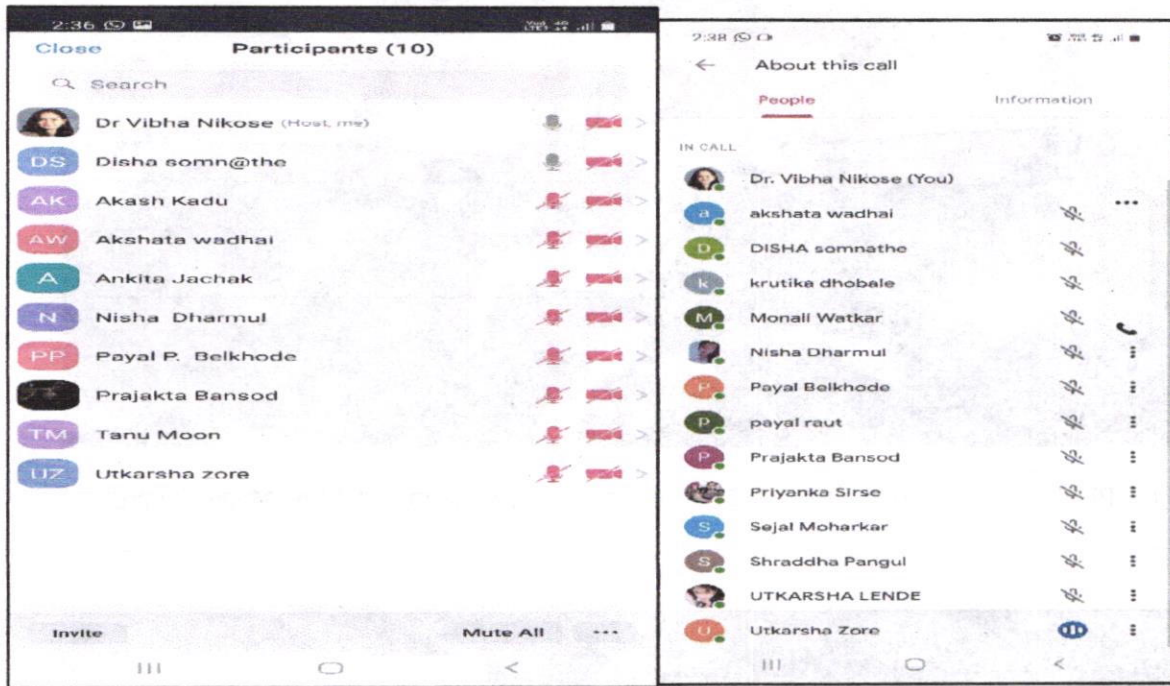 2:36
Close Participants (10)
Search
Dr Vibha Nikose (Host, me)
DS Disha somn@the
AK Akash Kadu
AW Akshata wadhai
A Ankita Jachak
N Nisha Dharmul
PP Payal P. Belkhode
Prajakta Bansod
TM Tanu Moon
UZ Utkarsha zore
Invite Mute All
2:38
About this call
People Information
IN CALL
Dr. Vibha Nikose (You)
a akshata wadhai
D DISHA somnathe
k krutika dhobale
M Monali Watkar
Nisha Dharmul
P Payal Belkhode
P payal raut
P Prajakta Bansod
Priyanka Sirse
S Sejal Moharkar
S Shraddha Pangul
UTKARSHA LENDE
U Utkarsha Zore